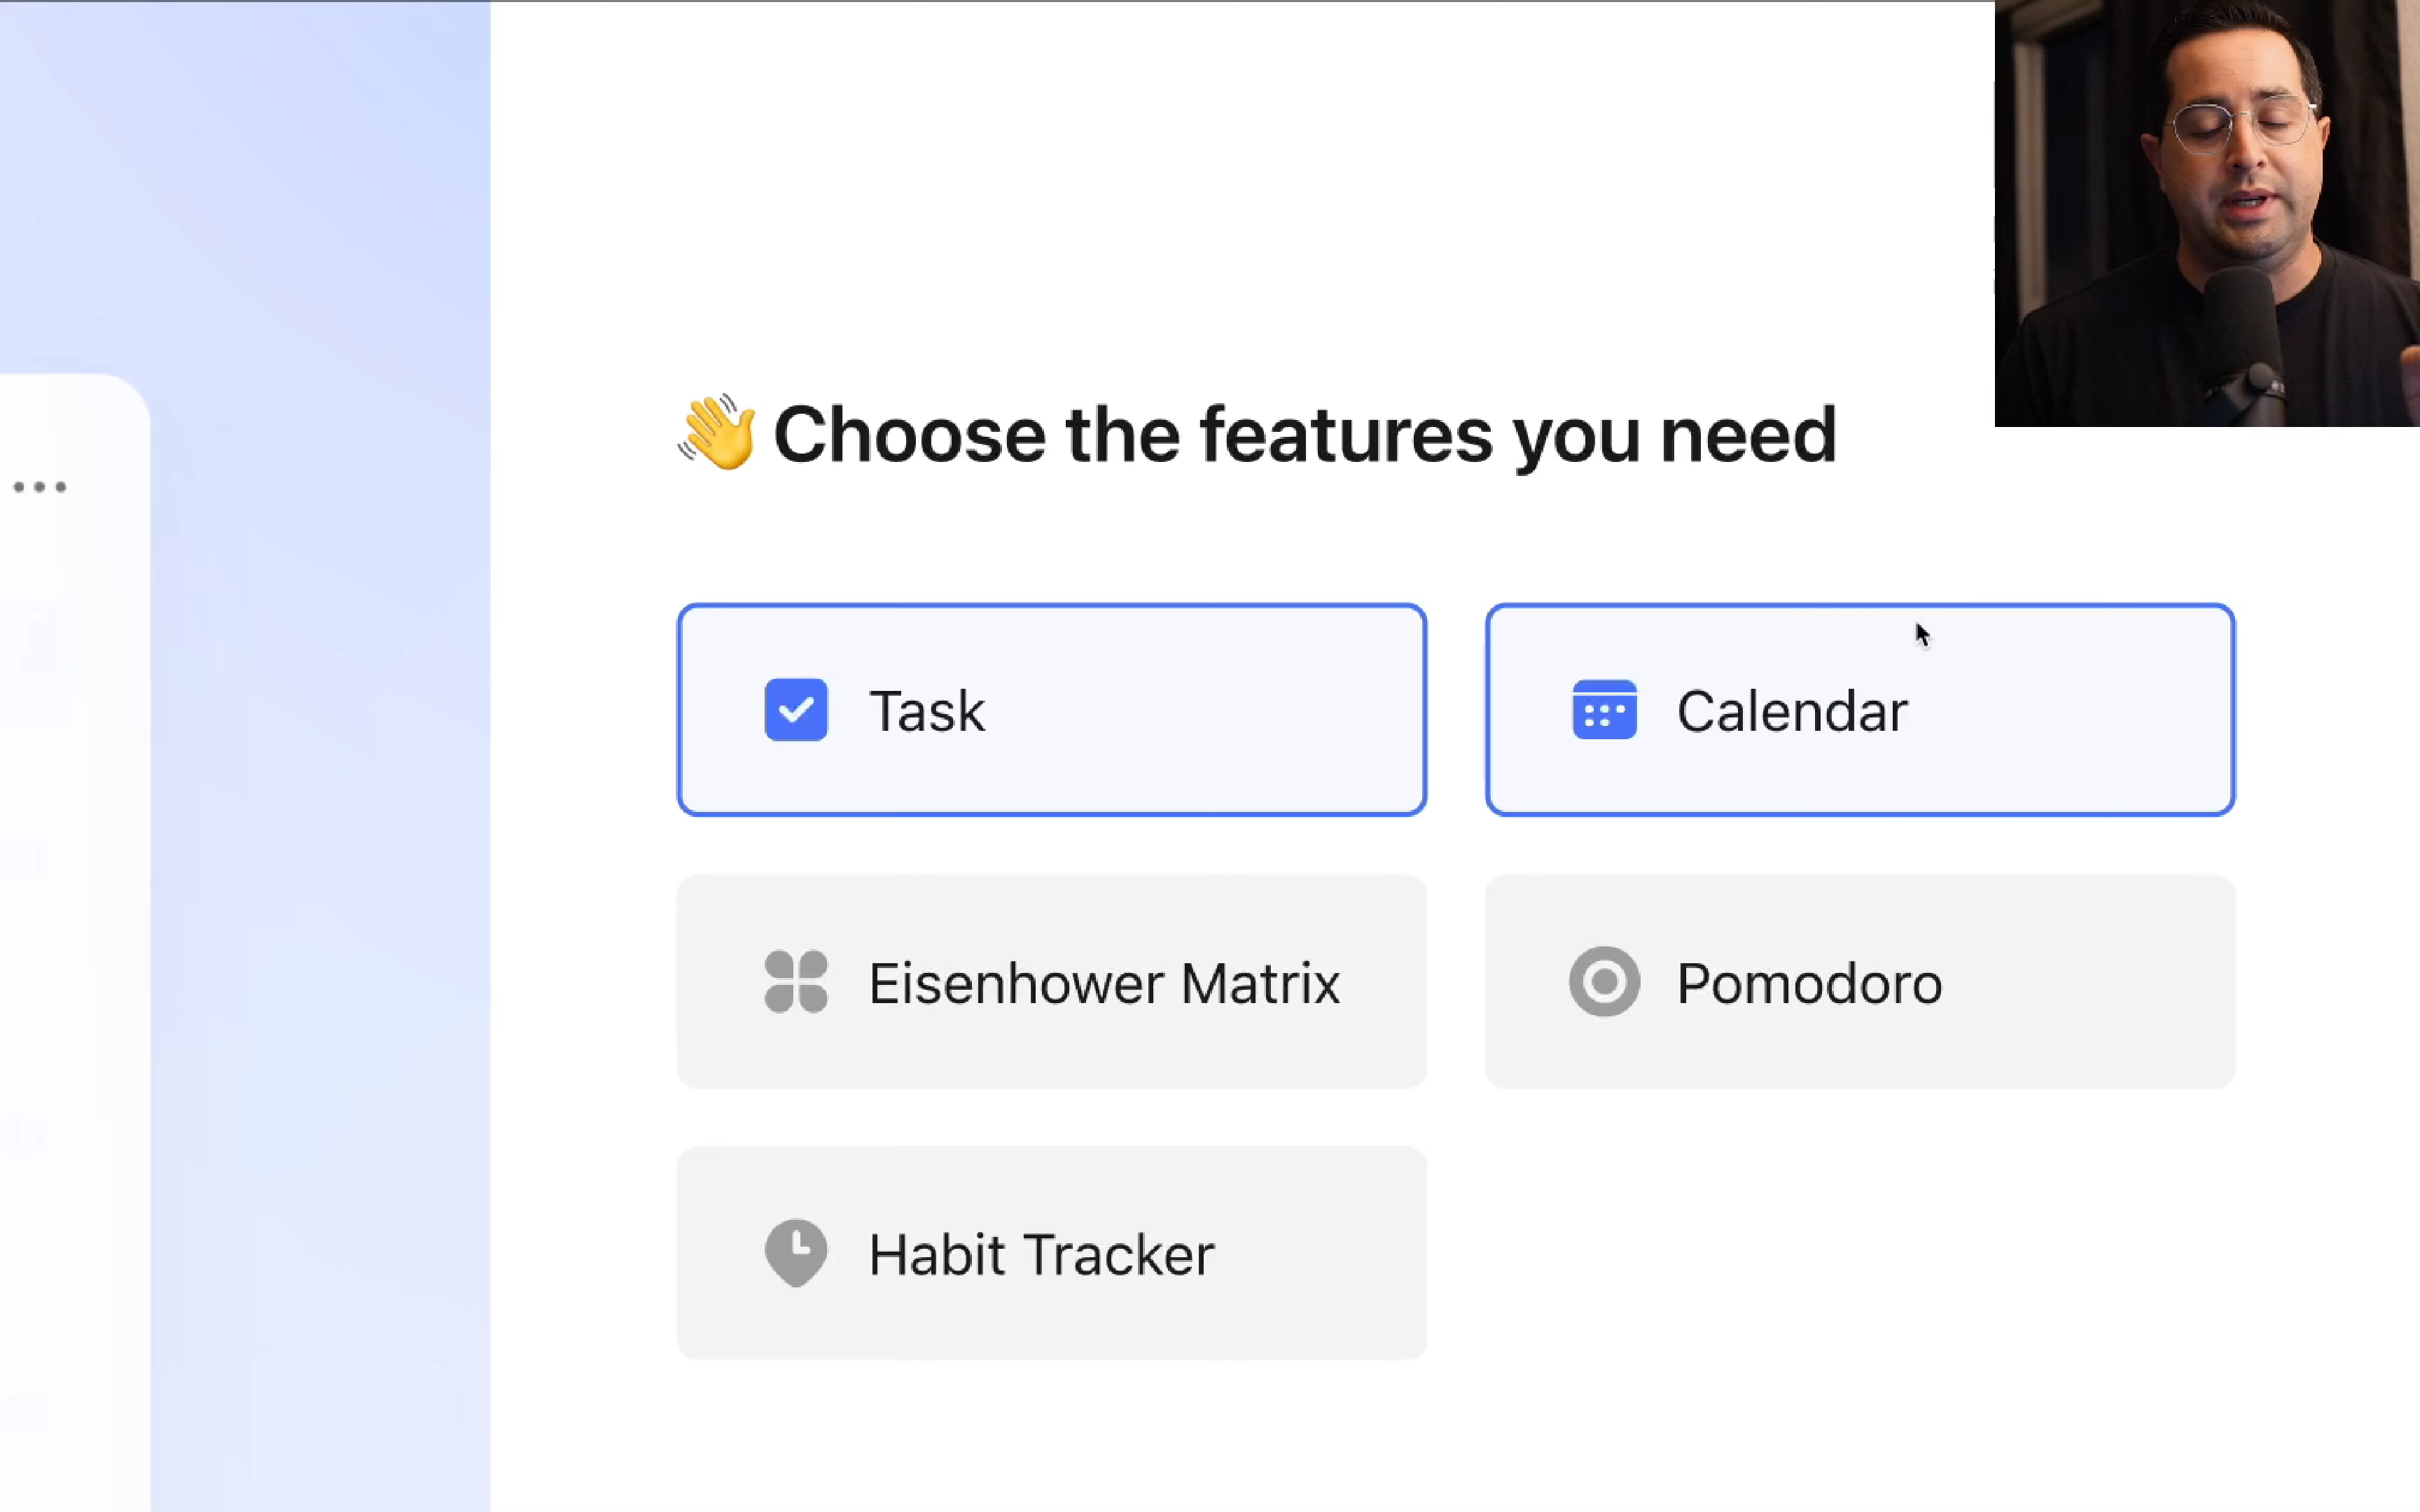 👋 Choose the features you need
Task
Calendar
Eisenhower Matrix
Pomodoro
Habit Tracker